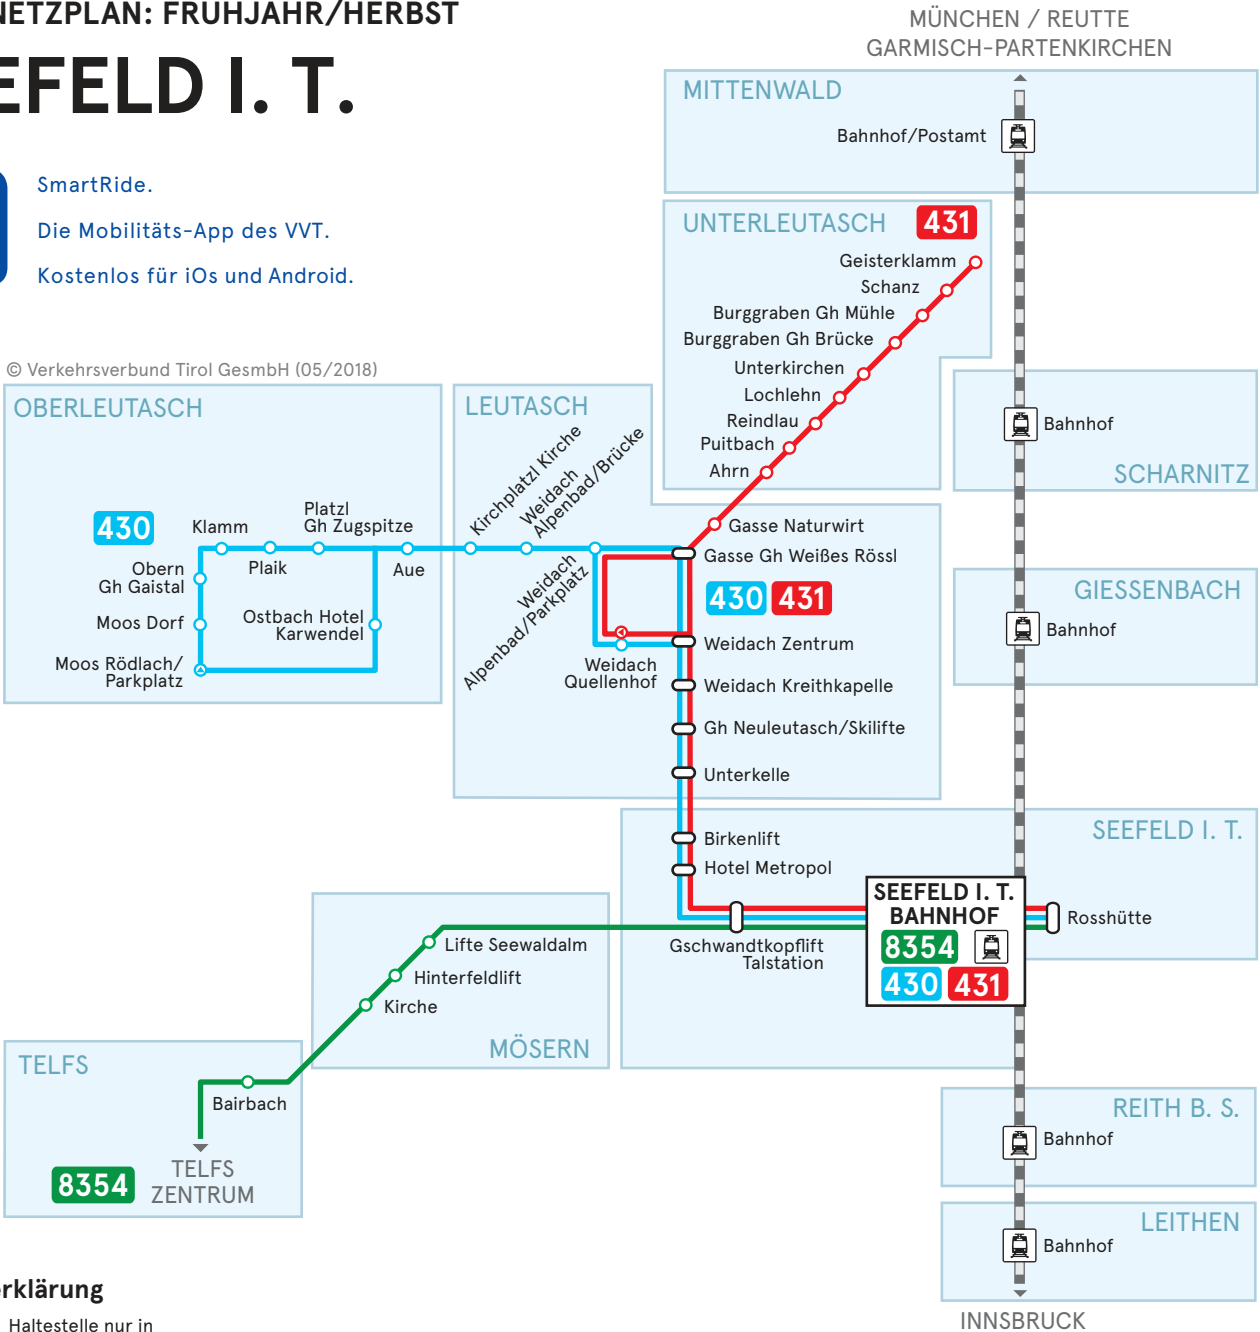 NETZPLAN: FRÜHJAHR/HERBST
EFELD I. T.
SmartRide.
Die Mobilitäts-App des VVT.
Kostenlos für iOs und Android.
© Verkehrsverbund Tirol GesmbH (05/2018)
MÜNCHEN / REUTTE
GARMISCH-PARTENKIRCHEN
MITTENWALD
Bahnhof/Postamt
UNTERLEUTASCH
431
Geisterklamm
Schanz
Burggraben Gh Mühle
Burggraben Gh Brücke
Unterkirchen
Lochlehn
Reindlau
Puitbach
Ahrn
Bahnhof
SCHARNITZ
OBERLEUTASCH
430
Klamm
Platzl
Gh Zugspitze
Plaik
Aue
Obern
Gh Gaistal
Moos Dorf
Ostbach Hotel
Karwendel
Moos Rödlach/
Parkplatz
LEUTASCH
Kirchplatzl Kirche
Weidach
Alpenbad/Brücke
Weidach
Alpenbad/Parkplatz
Gasse Naturwirt
Gasse Gh Weißes Rössl
430
431
Weidach
Quellenhof
Weidach Zentrum
Weidach Kreithkapelle
Gh Neuleutasch/Skilifte
Unterkelle
GIESSENBACH
Bahnhof
SEEFELD I. T.
Birkenlift
Hotel Metropol
Gschwandtkopflift
Talstation
SEEFELD I. T.
BAHNHOF
8354
430
431
Rosshütte
Lifte Seewaldalm
Hinterfeldlift
Kirche
MÖSERN
TELFS
Bairbach
8354
TELFS
ZENTRUM
REITH B. S.
Bahnhof
LEITHEN
Bahnhof
INNSBRUCK
erklärung
Haltestelle nur in